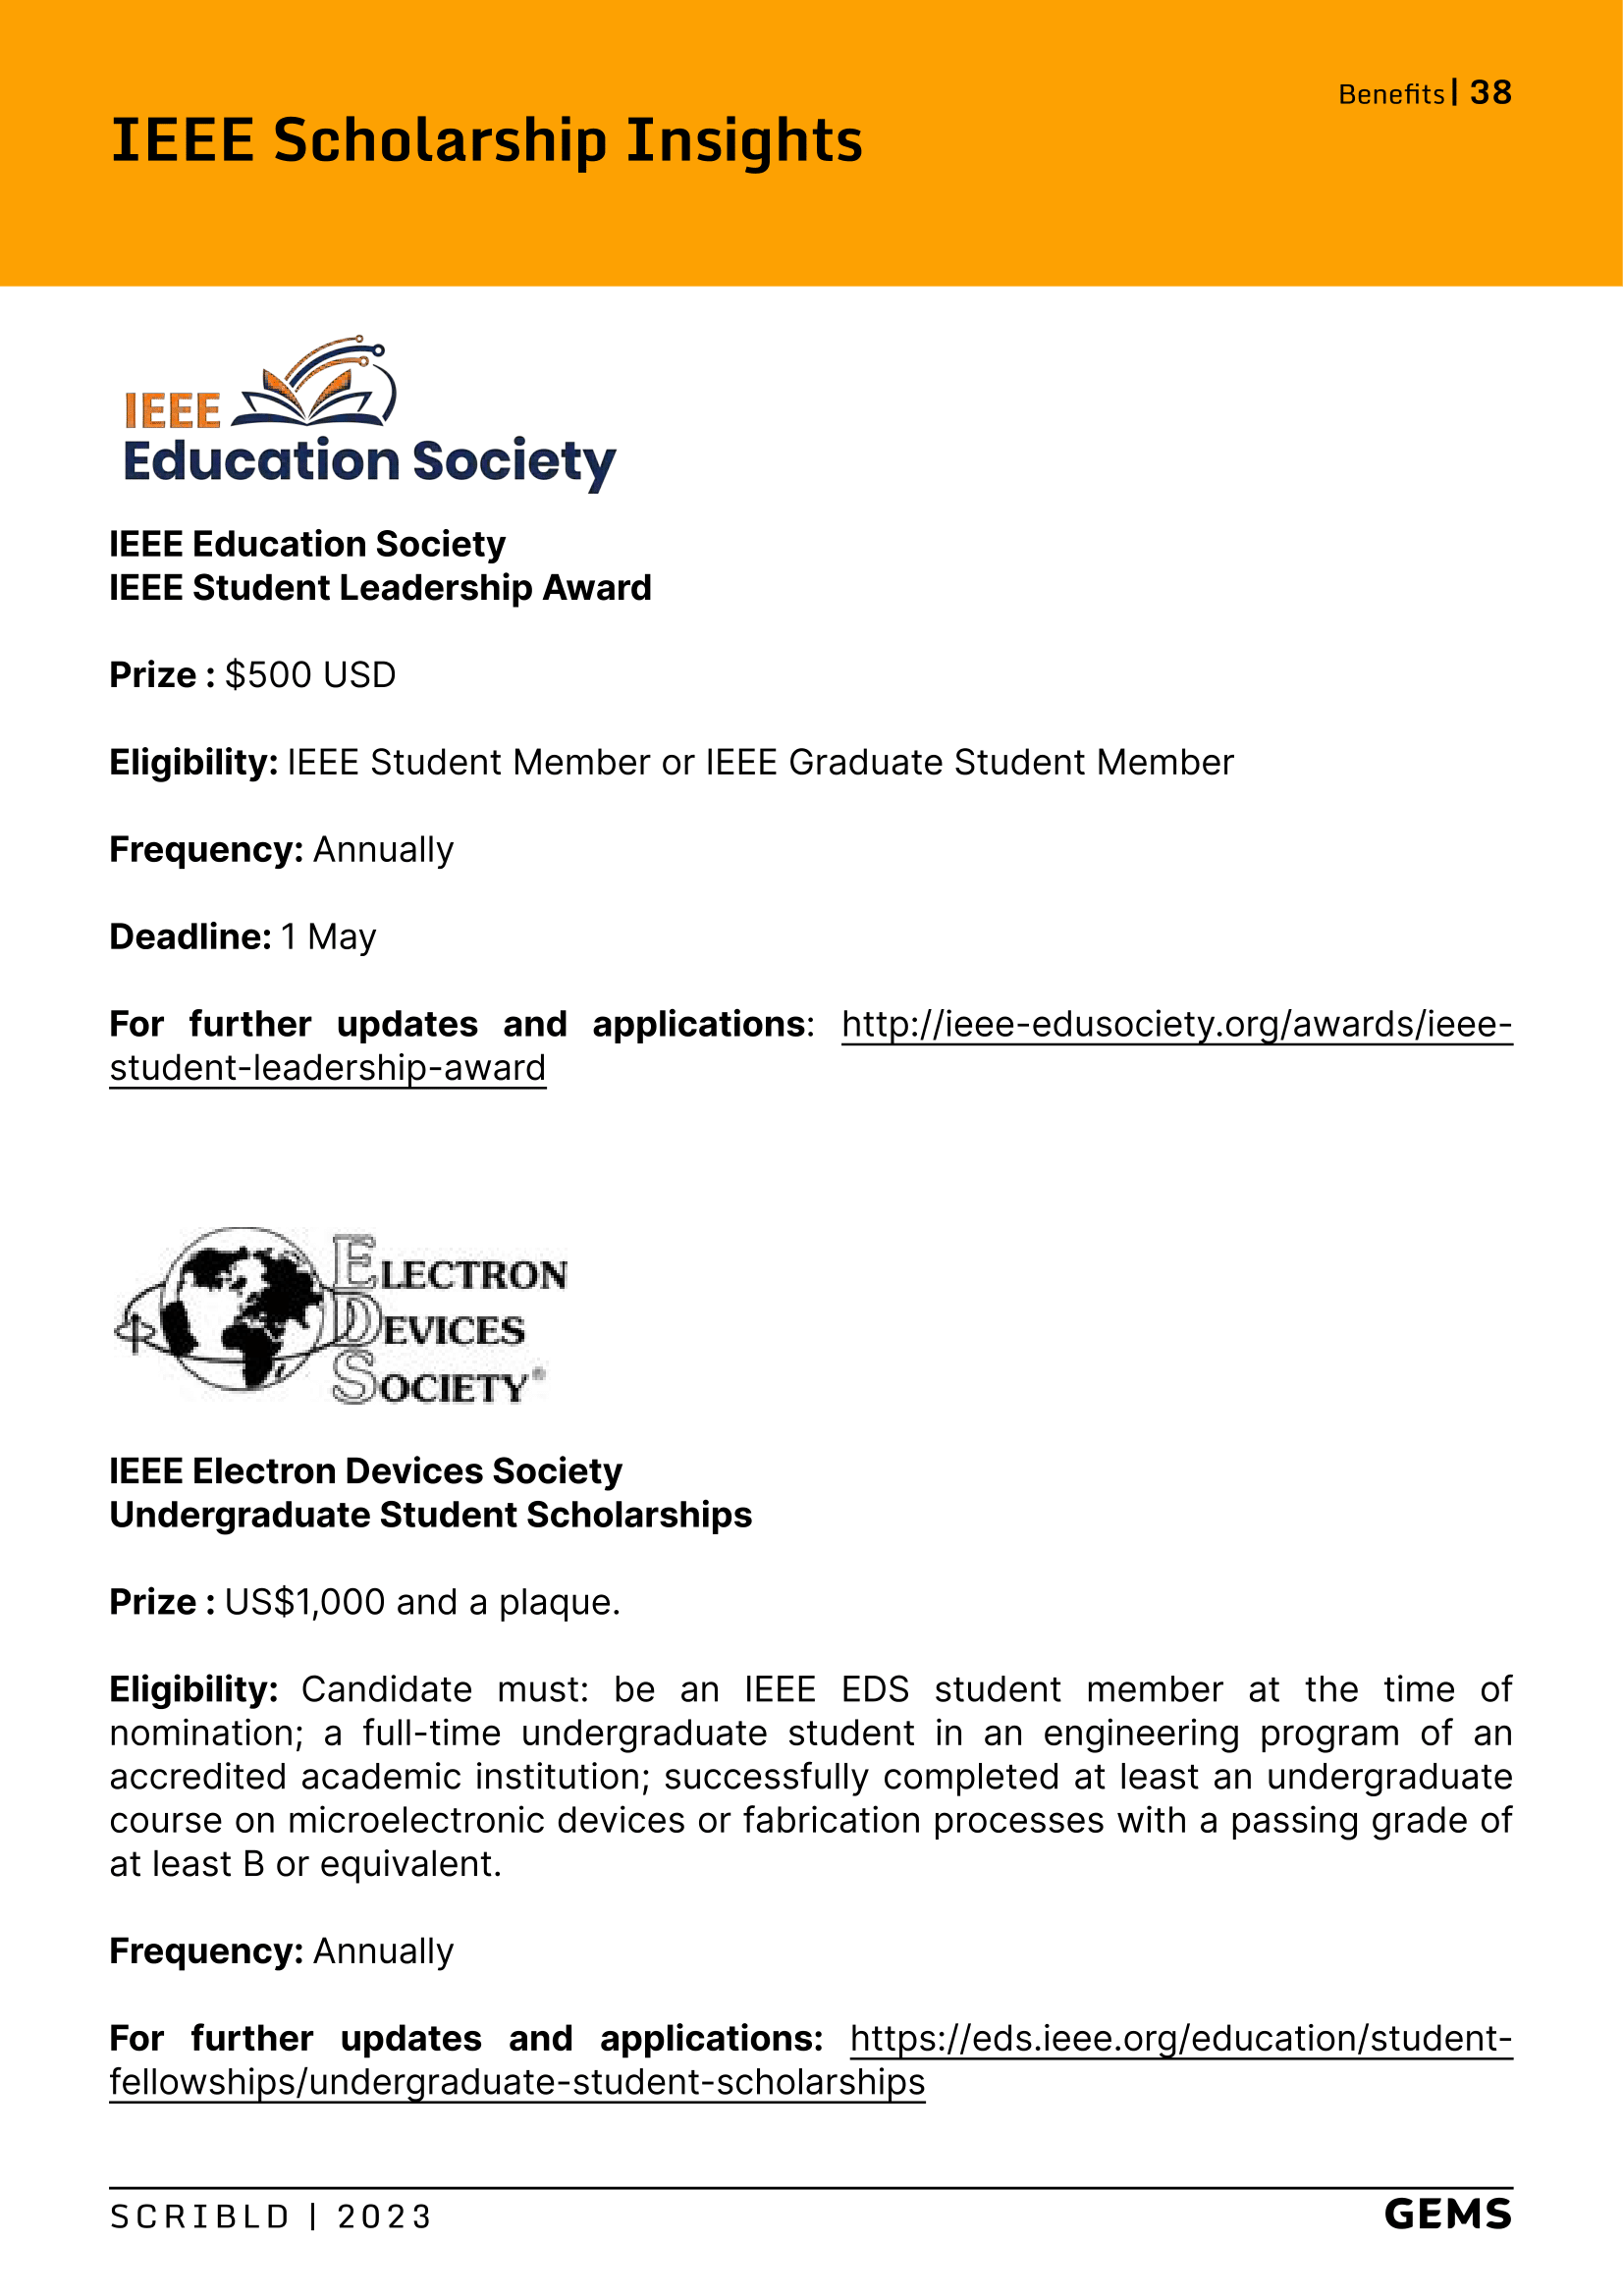 Benefits| 38
IEEE Scholarship Insights
IEEE
Education Society
IEEE Education Society
IEEE Student Leadership Award
Prize : $500 USD
Eligibility: IEEE Student Member or IEEE Graduate Student Member
Frequency: Annually
Deadline: 1 May
For further updates and applications: http://ieee-edusociety.org/awards/ieee-
student-leadership-award
ELECTRON
DEVICES
SOCIETY®
IEEE Electron Devices Society
Undergraduate Student Scholarships
Prize : US$1,000 and a plaque.
Eligibility: Candidate must: be an IEEE EDS student member at the time of
nomination; a full-time undergraduate student in an engineering program of an
accredited academic institution; successfully completed at least an undergraduate
course on microelectronic devices or fabrication processes with a passing grade of
at least B or equivalent.
Frequency: Annually
For further updates and applications: https://eds.ieee.org/education/student-
fellowships/undergraduate-student-scholarships
SCRIBLD | 2023
GEMS